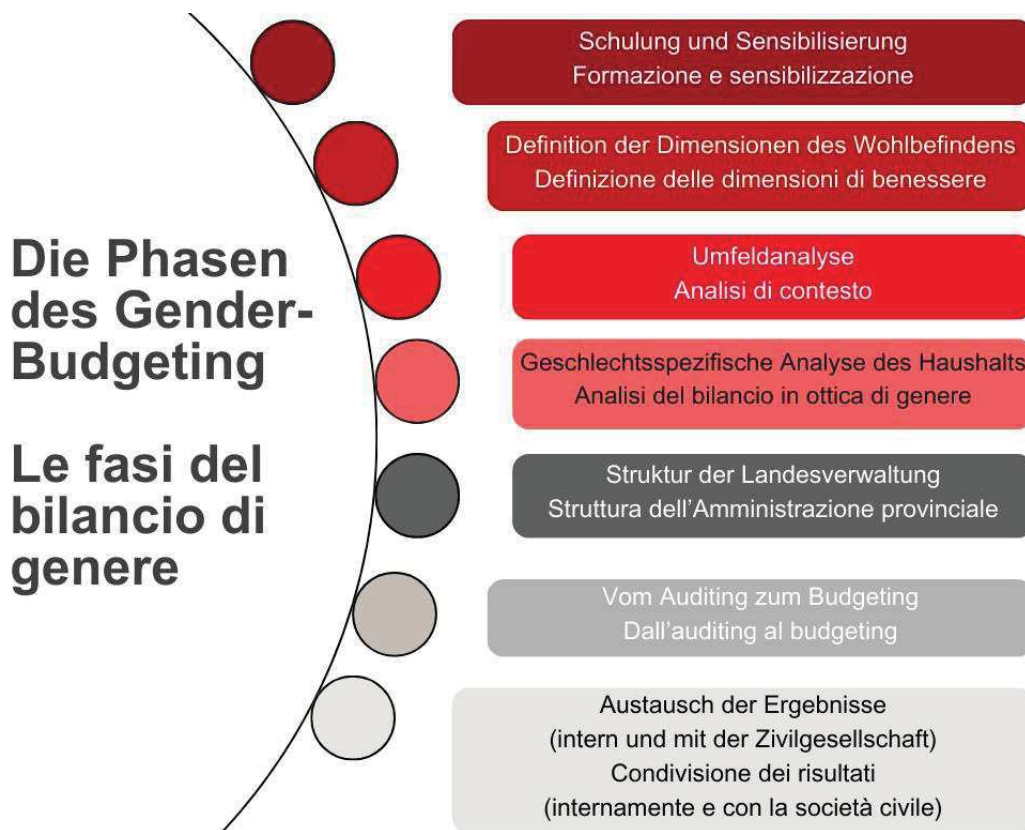 Die Phasen
des Gender-
Budgeting
Le fasi del
bilancio di
genere
Schulung und Sensibilisierung
Formazione e sensibilizzazione
Definition der Dimensionen des Wohlbefindens
Definizione delle dimensioni di benessere
Umfeldanalyse
Analisi di contesto
Geschlechtsspezifische Analyse des Haushalts
Analisi del bilancio in ottica di genere
Struktur der Landesverwaltung
Struttura dell'Amministrazione provinciale
Vom Auditing zum Budgeting
Dall'auditing al budgeting
Austausch der Ergebnisse
(intern und mit der Zivilgesellschaft)
Condivisione dei risultati
(internamente e con la società civile)